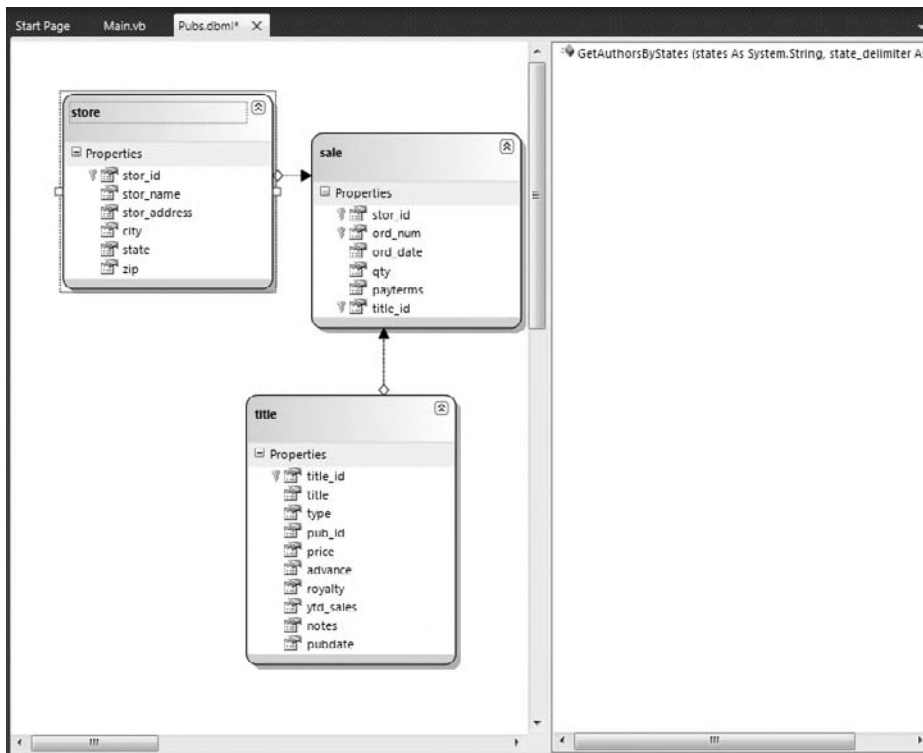 Start Page Main.vb Pubs.dbml* X
GetAuthorsByStates (states As System.String, state_delimiter A
store
Properties
stor_id
stor_name
stor_address
city
state
zip
sale
Properties
stor_id
ord_num
ord_date
qty
payterms
title_id
title
Properties
title_id
title
type
pub_id
price
advance
royalty
ytd_sales
notes
pubdate